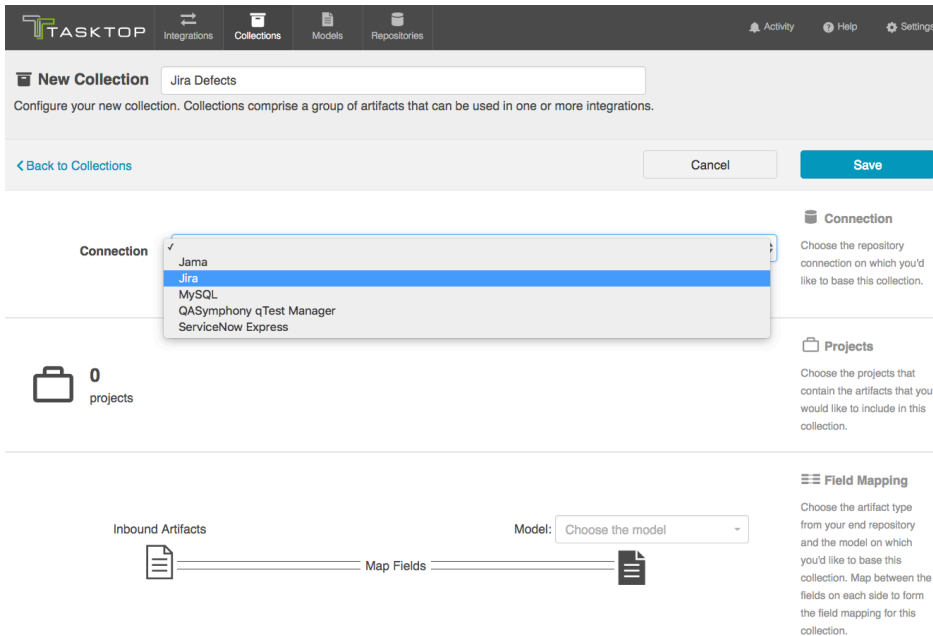 TASKTOP
Integrations
Collections
Models
Repositories
Activity
Help
Settings
New Collection
Jira Defects
Configure your new collection. Collections comprise a group of artifacts that can be used in one or more integrations.
Back to Collections
Cancel
Save
Connection
Jama
Jira
MySQL
QASymphony qTest Manager
ServiceNow Express
Connection
Choose the repository
connection on which you'd
like to base this collection.
0
projects
Projects
Choose the projects that
contain the artifacts that you
would like to include in this
collection.
Inbound Artifacts
Map Fields
Model:
Choose the model
Field Mapping
Choose the artifact type
from your end repository
and the model on which
you'd like to base this
collection. Map between the
fields on each side to form
the field mapping for this
collection.